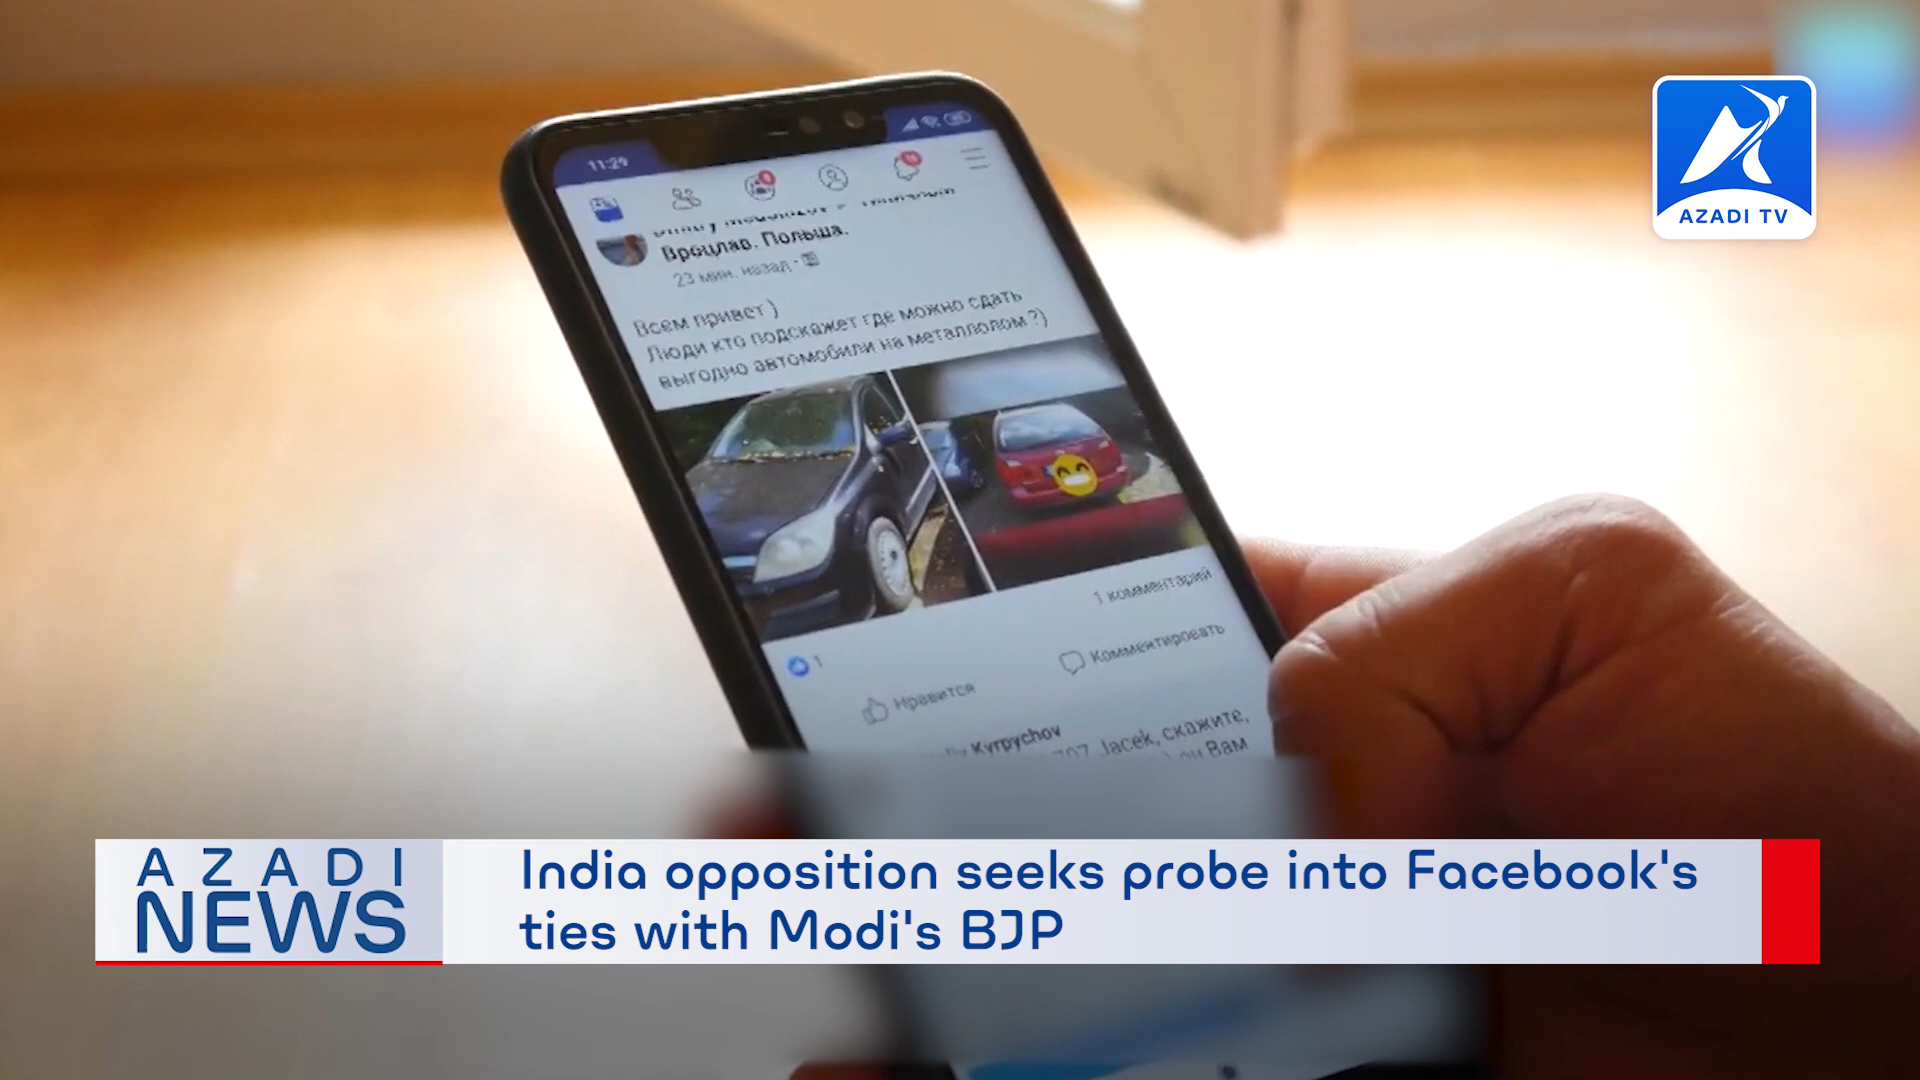 AZADI TV
11:29
Вроцлав. Польша.
23 мин. назад
Всем привет)
Люди кто подскажет где можно сдать
выгодно автомобили на металлолом ?)
1 комментарий
1
Нравится
Комментировать
Kyrpychov
707 Jacek, скажите,
Вам
AZADI
NEWS
India opposition seeks probe into Facebook's
ties with Modi's BJP